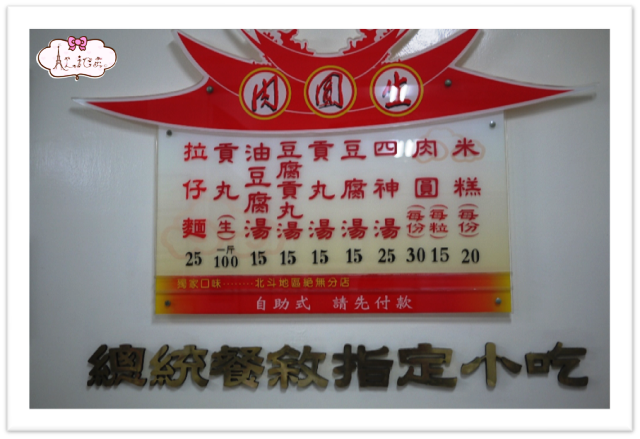 肉圓生
米糕(每份) 20
肉圓(每份) 30 (每粒) 15
四神湯 25
豆腐湯 15
貢丸湯 15
豆腐貢丸湯 15
油豆腐湯 15
貢丸(生) 一斤 100
拉仔麵 25
獨家口味........北斗地區絕無分店
自助式 請先付款
總統餐敘指定小吃